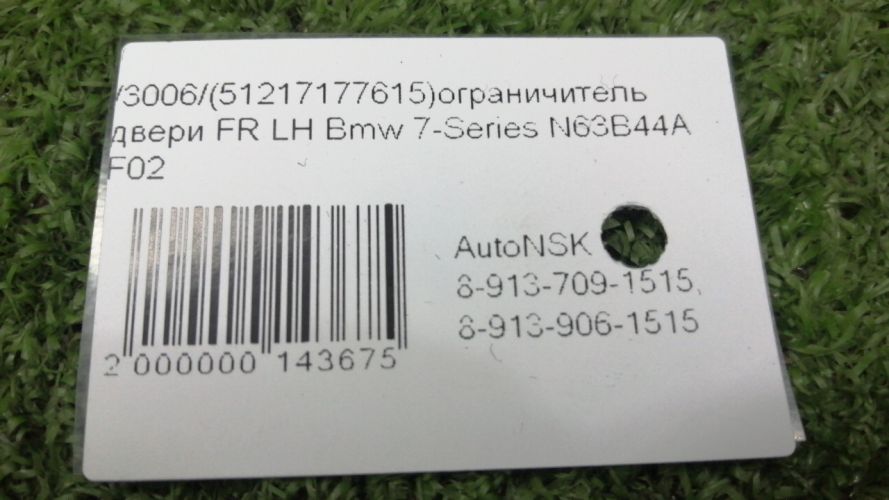 /3006/(51217177615)ограничитель
двери FR LH Bmw 7-Series N63B44A
F02
AutoNSK
8-913-709-1515,
8-913-906-1515
2 000000 143675